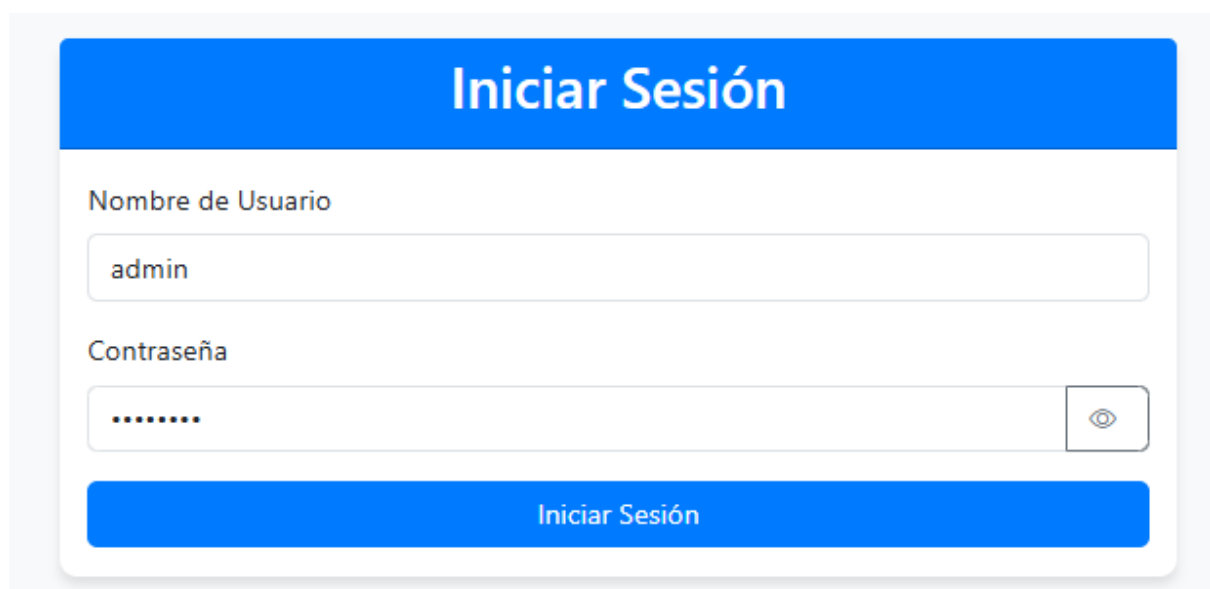 Iniciar Sesión
Nombre de Usuario
admin
Contraseña
••••••••
Iniciar Sesión